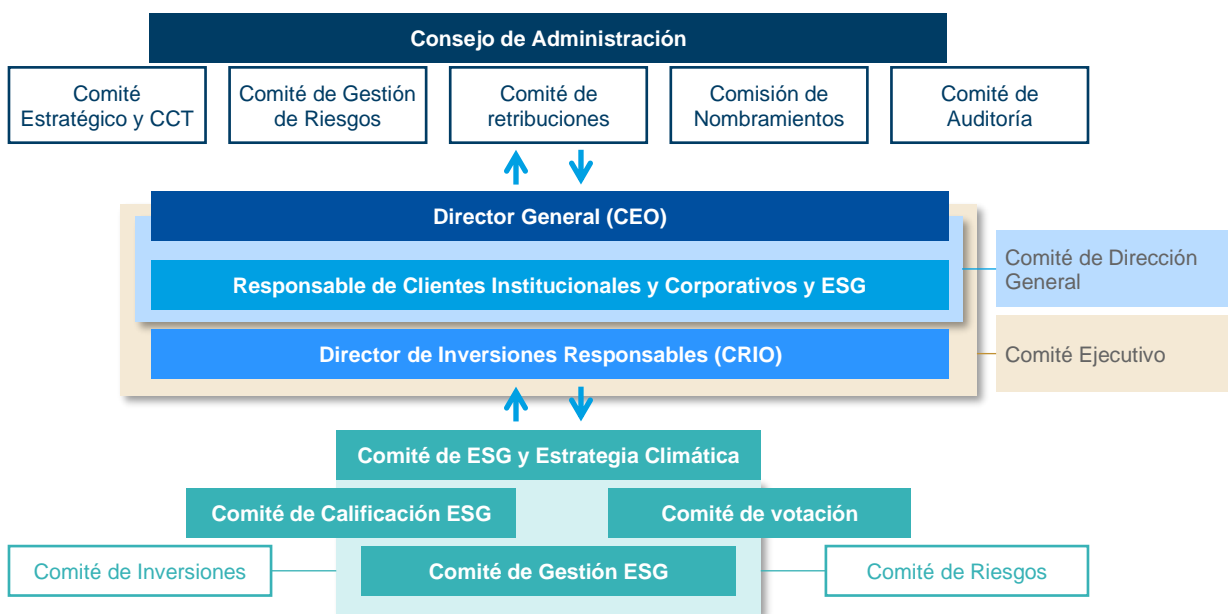 Consejo de Administración
Comité
Estratégico y CCT
Comité de Gestión
de Riesgos
Comité de
retribuciones
Comisión de
Nombramientos
Comité de
Auditoría
Director General (CEO)
Responsable de Clientes Institucionales y Corporativos y ESG
Comité de Dirección
General
Director de Inversiones Responsables (CRIO)
Comité Ejecutivo
Comité de ESG y Estrategia Climática
Comité de Calificación ESG
Comité de votación
Comité de Inversiones
Comité de Gestión ESG
Comité de Riesgos